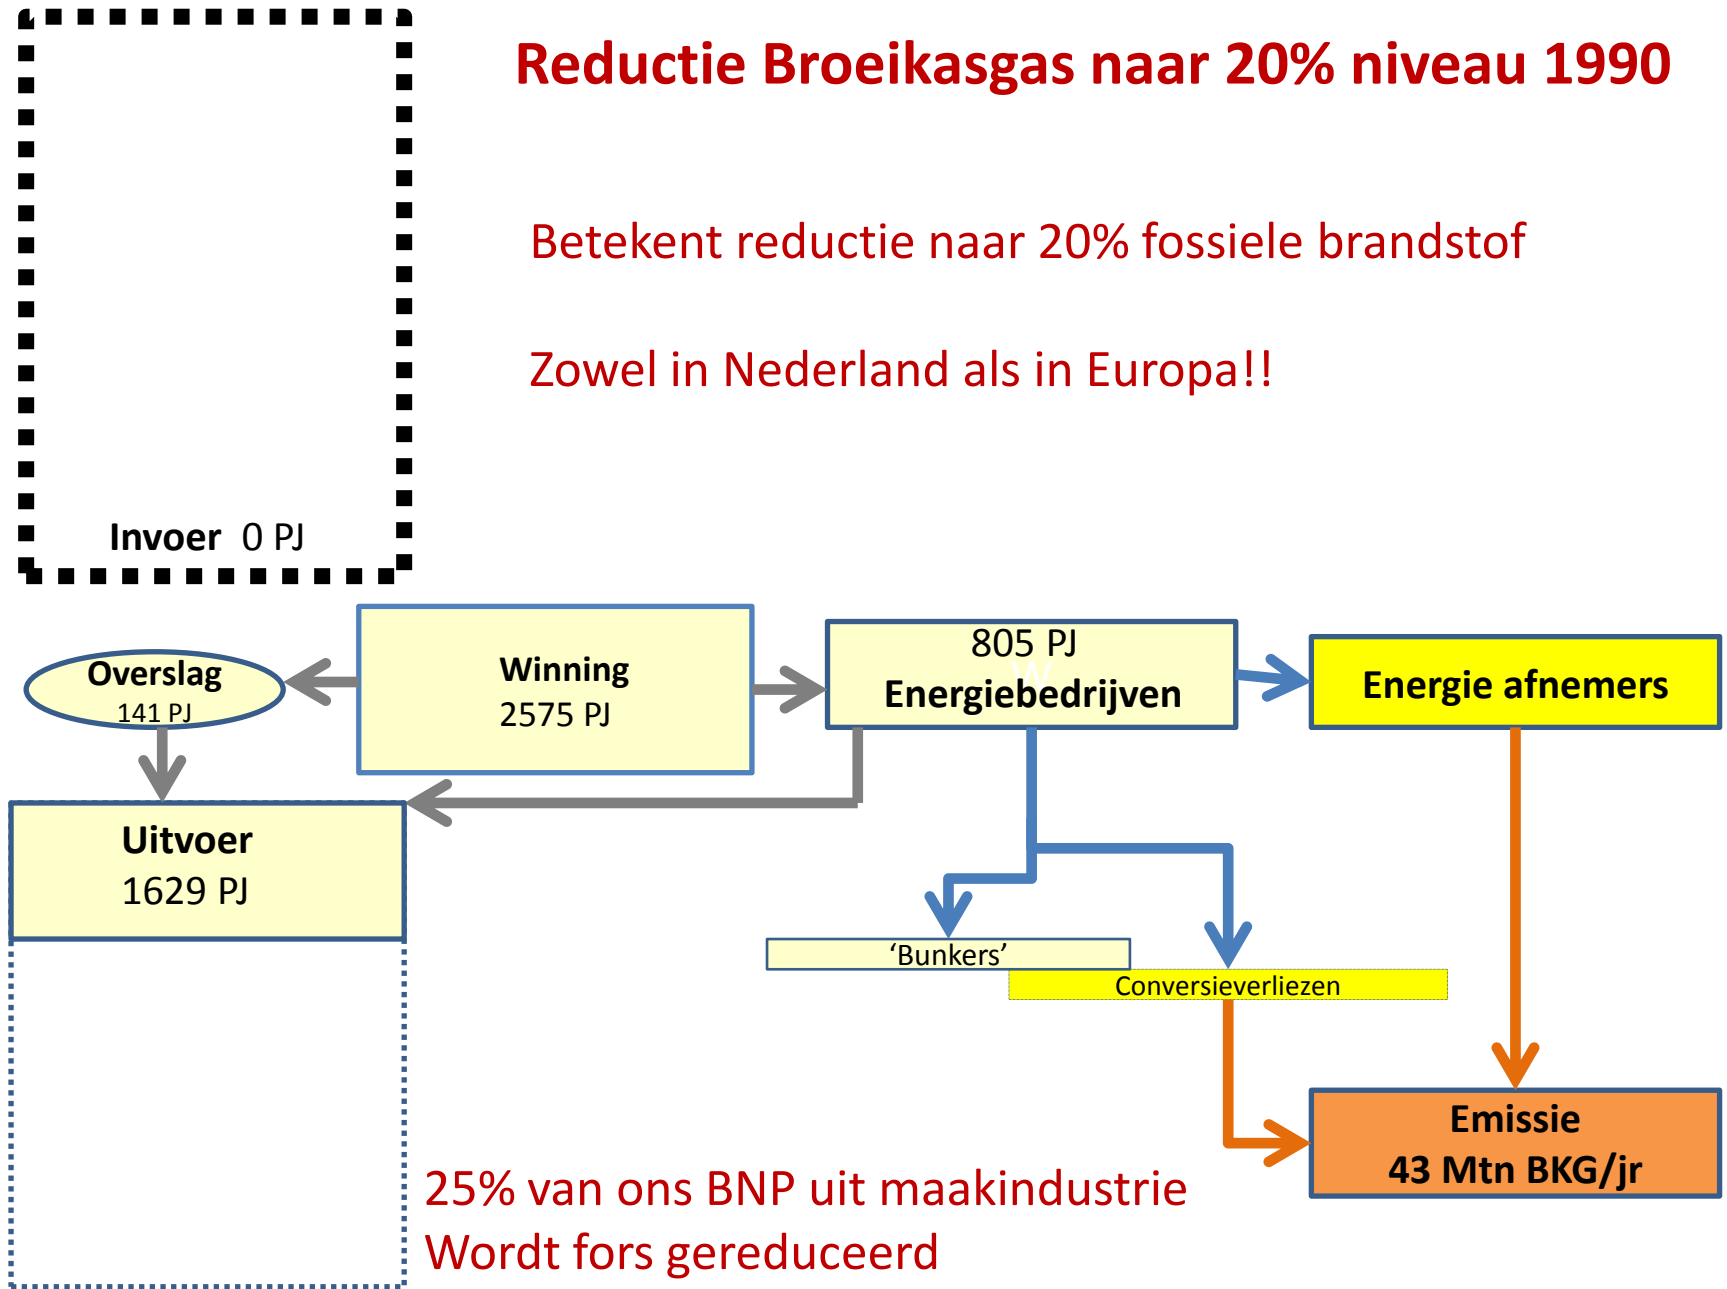 Reductie Broeikasgas naar 20% niveau 1990
Betekent reductie naar 20% fossiele brandstof
Zowel in Nederland als in Europa!!
Invoer 0 PJ
Overslag
141 PJ
Winning
2575 PJ
805 PJ
W
Energiebedrijven
Energie afnemers
Uitvoer
1629 PJ
‘Bunkers’
Conversieverliezen
Emissie
43 Mtn BKG/jr
25% van ons BNP uit maakindustrie
Wordt fors gereduceerd